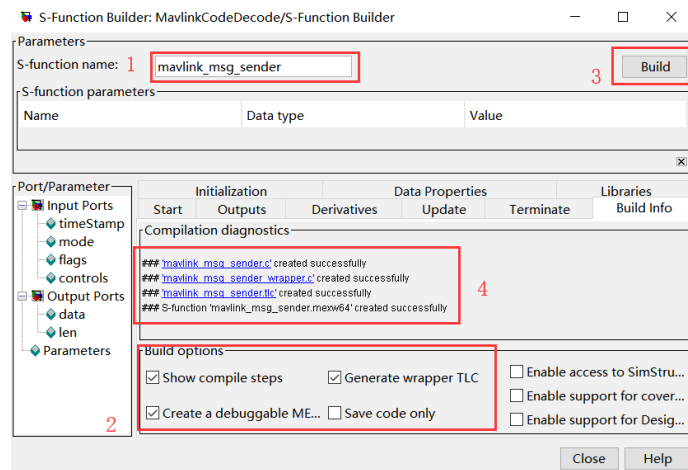 S-Function Builder: MavlinkCodeDecode/S-Function Builder
Parameters
S-function name: 1 mavlink_msg_sender
3 Build
S-function parameters
Name Data type Value
Port/Parameter
Input Ports
timeStamp
mode
flags
controls
Output Ports
data
len
Parameters
2
Initialization Data Properties Libraries
Start Outputs Derivatives Update Terminate Build Info
Compilation diagnostics
### 'mavlink_msg_sender.c' created successfully
### 'mavlink_msg_sender_wrapper.c' created successfully
### 'mavlink_msg_sender.tlc' created successfully
### S-function 'mavlink_msg_sender.mexw64' created successfully
4
Build options
Show compile steps Generate wrapper TLC
Create a debuggable ME... Save code only
Enable access to SimStru...
Enable support for cover...
Enable support for Desig...
Close Help